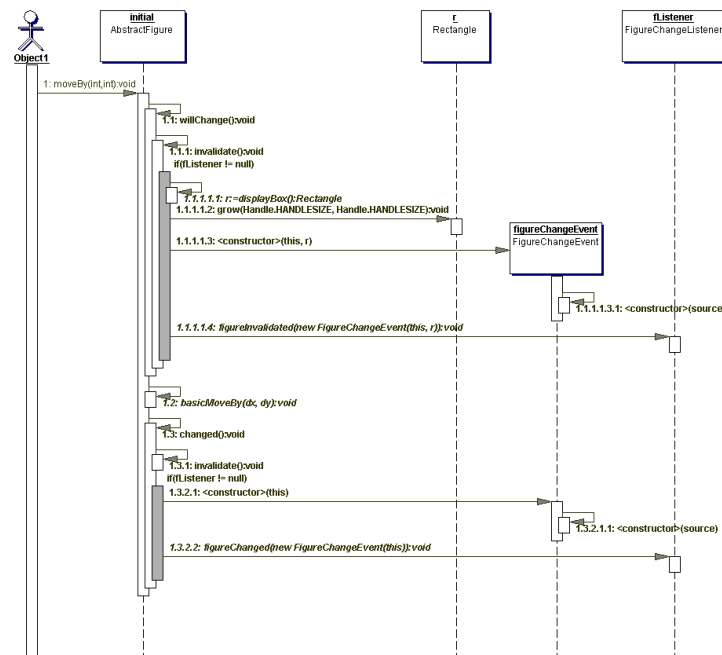 initial
AbstractFigure
r
Rectangle
fListener
FigureChangeListener
Object1
1: moveBy(int,int):void
1.1: willChange():void
1.1.1: invalidate():void
if(fListener != null)
1.1.1.1.1: r:=displayBox():Rectangle
1.1.1.1.2: grow(Handle.HANDLESIZE, Handle.HANDLESIZE):void
figureChangeEvent
FigureChangeEvent
1.1.1.1.3: <constructor>(this, r)
1.1.1.1.3.1: <constructor>(source
1.1.1.1.4: figureInvalidated(new FigureChangeEvent(this, r)):void
1.2: basicMoveBy(dx, dy):void
1.3: changed():void
1.3.1: invalidate():void
if(fListener != null)
1.3.2.1: <constructor>(this)
1.3.2.1.1: <constructor>(source)
1.3.2.2: figureChanged(new FigureChangeEvent(this)):void